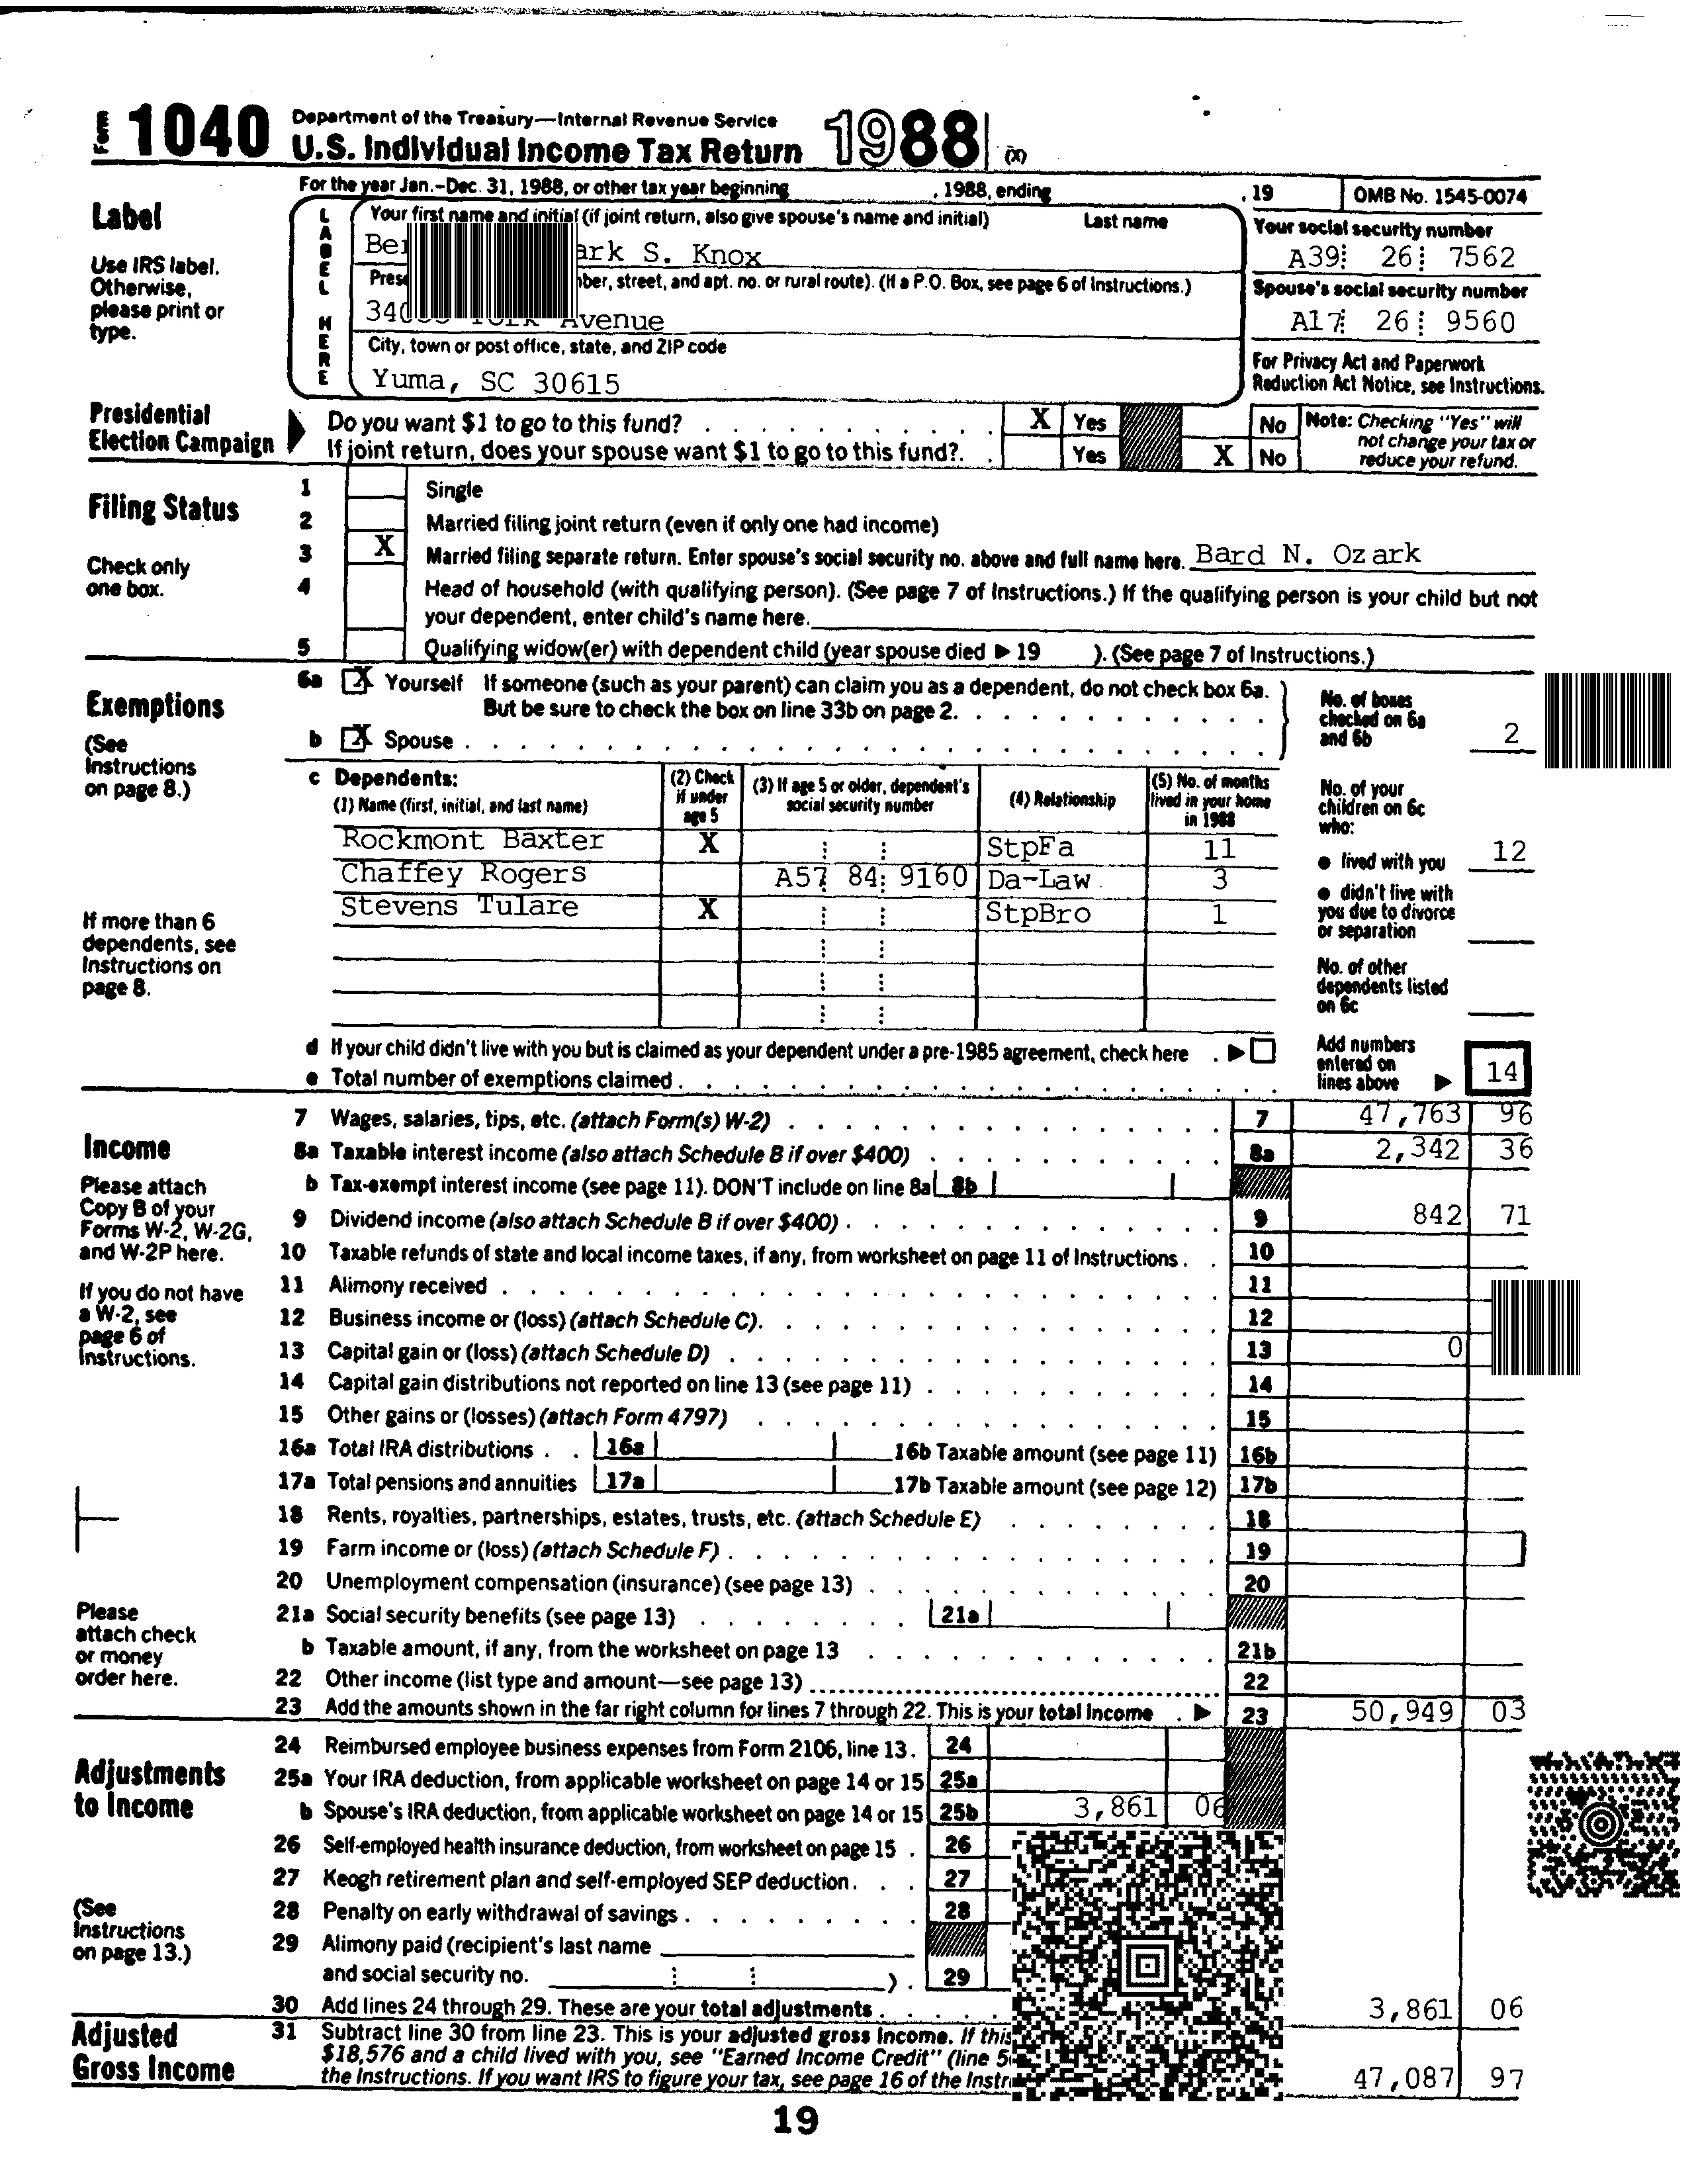 Form 1040 Department of the Treasury—Internal Revenue Service
U.S. Individual Income Tax Return 1988 (X)
For the year Jan.-Dec. 31, 1988, or other tax year beginning , 1988, ending , 19 OMB No. 1545-0074
Label
Use IRS label.
Otherwise,
please print or
type.
LABEL HERE
Your first name and initial (if joint return, also give spouse's name and initial) Last name
ark S. Knox
street, and apt. no. or rural route). (If a P.O. Box, see page 6 of Instructions.)
Avenue
City, town or post office, state, and ZIP code
Yuma, SC 30615
Your social security number
A39 26 7562
Spouse's social security number
A17 26 9560
For Privacy Act and Paperwork
Reduction Act Notice, see Instructions.
Presidential
Election Campaign
Do you want $1 to go to this fund? X Yes No
If joint return, does your spouse want $1 to go to this fund?. Yes X No
Note: Checking "Yes" will
not change your tax or
reduce your refund.
Filing Status
Check only
one box.
1 Single
2 Married filing joint return (even if only one had income)
3 X Married filing separate return. Enter spouse's social security no. above and full name here. Bard N. Ozark
4 Head of household (with qualifying person). (See page 7 of Instructions.) If the qualifying person is your child but not
your dependent, enter child's name here.
5 Qualifying widow(er) with dependent child (year spouse died ▶ 19 ). (See page 7 of Instructions.)
Exemptions
(See
Instructions
on page 8.)
If more than 6
dependents, see
Instructions on
page 8.
6a X Yourself If someone (such as your parent) can claim you as a dependent, do not check box 6a.
But be sure to check the box on line 33b on page 2.
b X Spouse
No. of boxes
checked on 6a
and 6b 2
c Dependents:
(1) Name (first, initial, and last name)
(2) Check
if under
age 5
(3) If age 5 or older, dependent's
social security number
(4) Relationship
(5) No. of months
lived in your home
in 1988
Rockmont Baxter X StpFa 11
Chaffey Rogers A57 84 9160 Da-Law 3
Stevens Tulare X StpBro 1
No. of your
children on 6c
who:
● lived with you 12
● didn't live with
you due to divorce
or separation
No. of other
dependents listed
on 6c
d If your child didn't live with you but is claimed as your dependent under a pre-1985 agreement, check here . ▶
e Total number of exemptions claimed
Add numbers
entered on
lines above ▶ 14
Income
Please attach
Copy B of your
Forms W-2, W-2G,
and W-2P here.
If you do not have
a W-2, see
page 6 of
Instructions.
Please
attach check
or money
order here.
7 Wages, salaries, tips, etc. (attach Form(s) W-2) 7 47,763 96
8a Taxable interest income (also attach Schedule B if over $400) 8a 2,342 36
b Tax-exempt interest income (see page 11). DON'T include on line 8a 8b
9 Dividend income (also attach Schedule B if over $400) 9 842 71
10 Taxable refunds of state and local income taxes, if any, from worksheet on page 11 of Instructions . 10
11 Alimony received 11
12 Business income or (loss) (attach Schedule C). 12
13 Capital gain or (loss) (attach Schedule D) 13 0
14 Capital gain distributions not reported on line 13 (see page 11) 14
15 Other gains or (losses) (attach Form 4797) 15
16a Total IRA distributions 16a 16b Taxable amount (see page 11) 16b
17a Total pensions and annuities 17a 17b Taxable amount (see page 12) 17b
18 Rents, royalties, partnerships, estates, trusts, etc. (attach Schedule E) 18
19 Farm income or (loss) (attach Schedule F) 19
20 Unemployment compensation (insurance) (see page 13) 20
21a Social security benefits (see page 13) 21a
b Taxable amount, if any, from the worksheet on page 13 21b
22 Other income (list type and amount—see page 13) 22
23 Add the amounts shown in the far right column for lines 7 through 22. This is your total income . ▶ 23 50,949 03
Adjustments
to Income
(See
Instructions
on page 13.)
24 Reimbursed employee business expenses from Form 2106, line 13 . 24
25a Your IRA deduction, from applicable worksheet on page 14 or 15 25a
b Spouse's IRA deduction, from applicable worksheet on page 14 or 15 25b 3,861 06
26 Self-employed health insurance deduction, from worksheet on page 15 . 26
27 Keogh retirement plan and self-employed SEP deduction . 27
28 Penalty on early withdrawal of savings 28
29 Alimony paid (recipient's last name
and social security no. ) . 29
30 Add lines 24 through 29. These are your total adjustments 3,861 06
Adjusted
Gross Income
31 Subtract line 30 from line 23. This is your adjusted gross income. If this
$18,576 and a child lived with you, see "Earned Income Credit" (line
the Instructions. If you want IRS to figure your tax, see page 16 of the 47,087 97
19